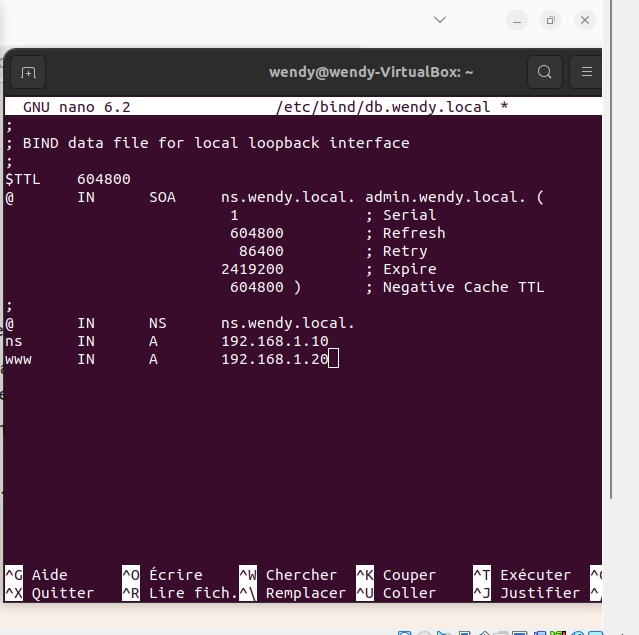 wendy@wendy-VirtualBox: ~
GNU nano 6.2 /etc/bind/db.wendy.local *
;
; BIND data file for local loopback interface
;
$TTL 604800
@ IN SOA ns.wendy.local. admin.wendy.local. (
1 ; Serial
604800 ; Refresh
86400 ; Retry
2419200 ; Expire
604800 ) ; Negative Cache TTL
;
@ IN NS ns.wendy.local.
ns IN A 192.168.1.10
www IN A 192.168.1.20
^G Aide ^O Écrire ^W Chercher ^K Couper ^T Exécuter
^X Quitter ^R Lire fich. ^\ Remplacer ^U Coller ^J Justifier